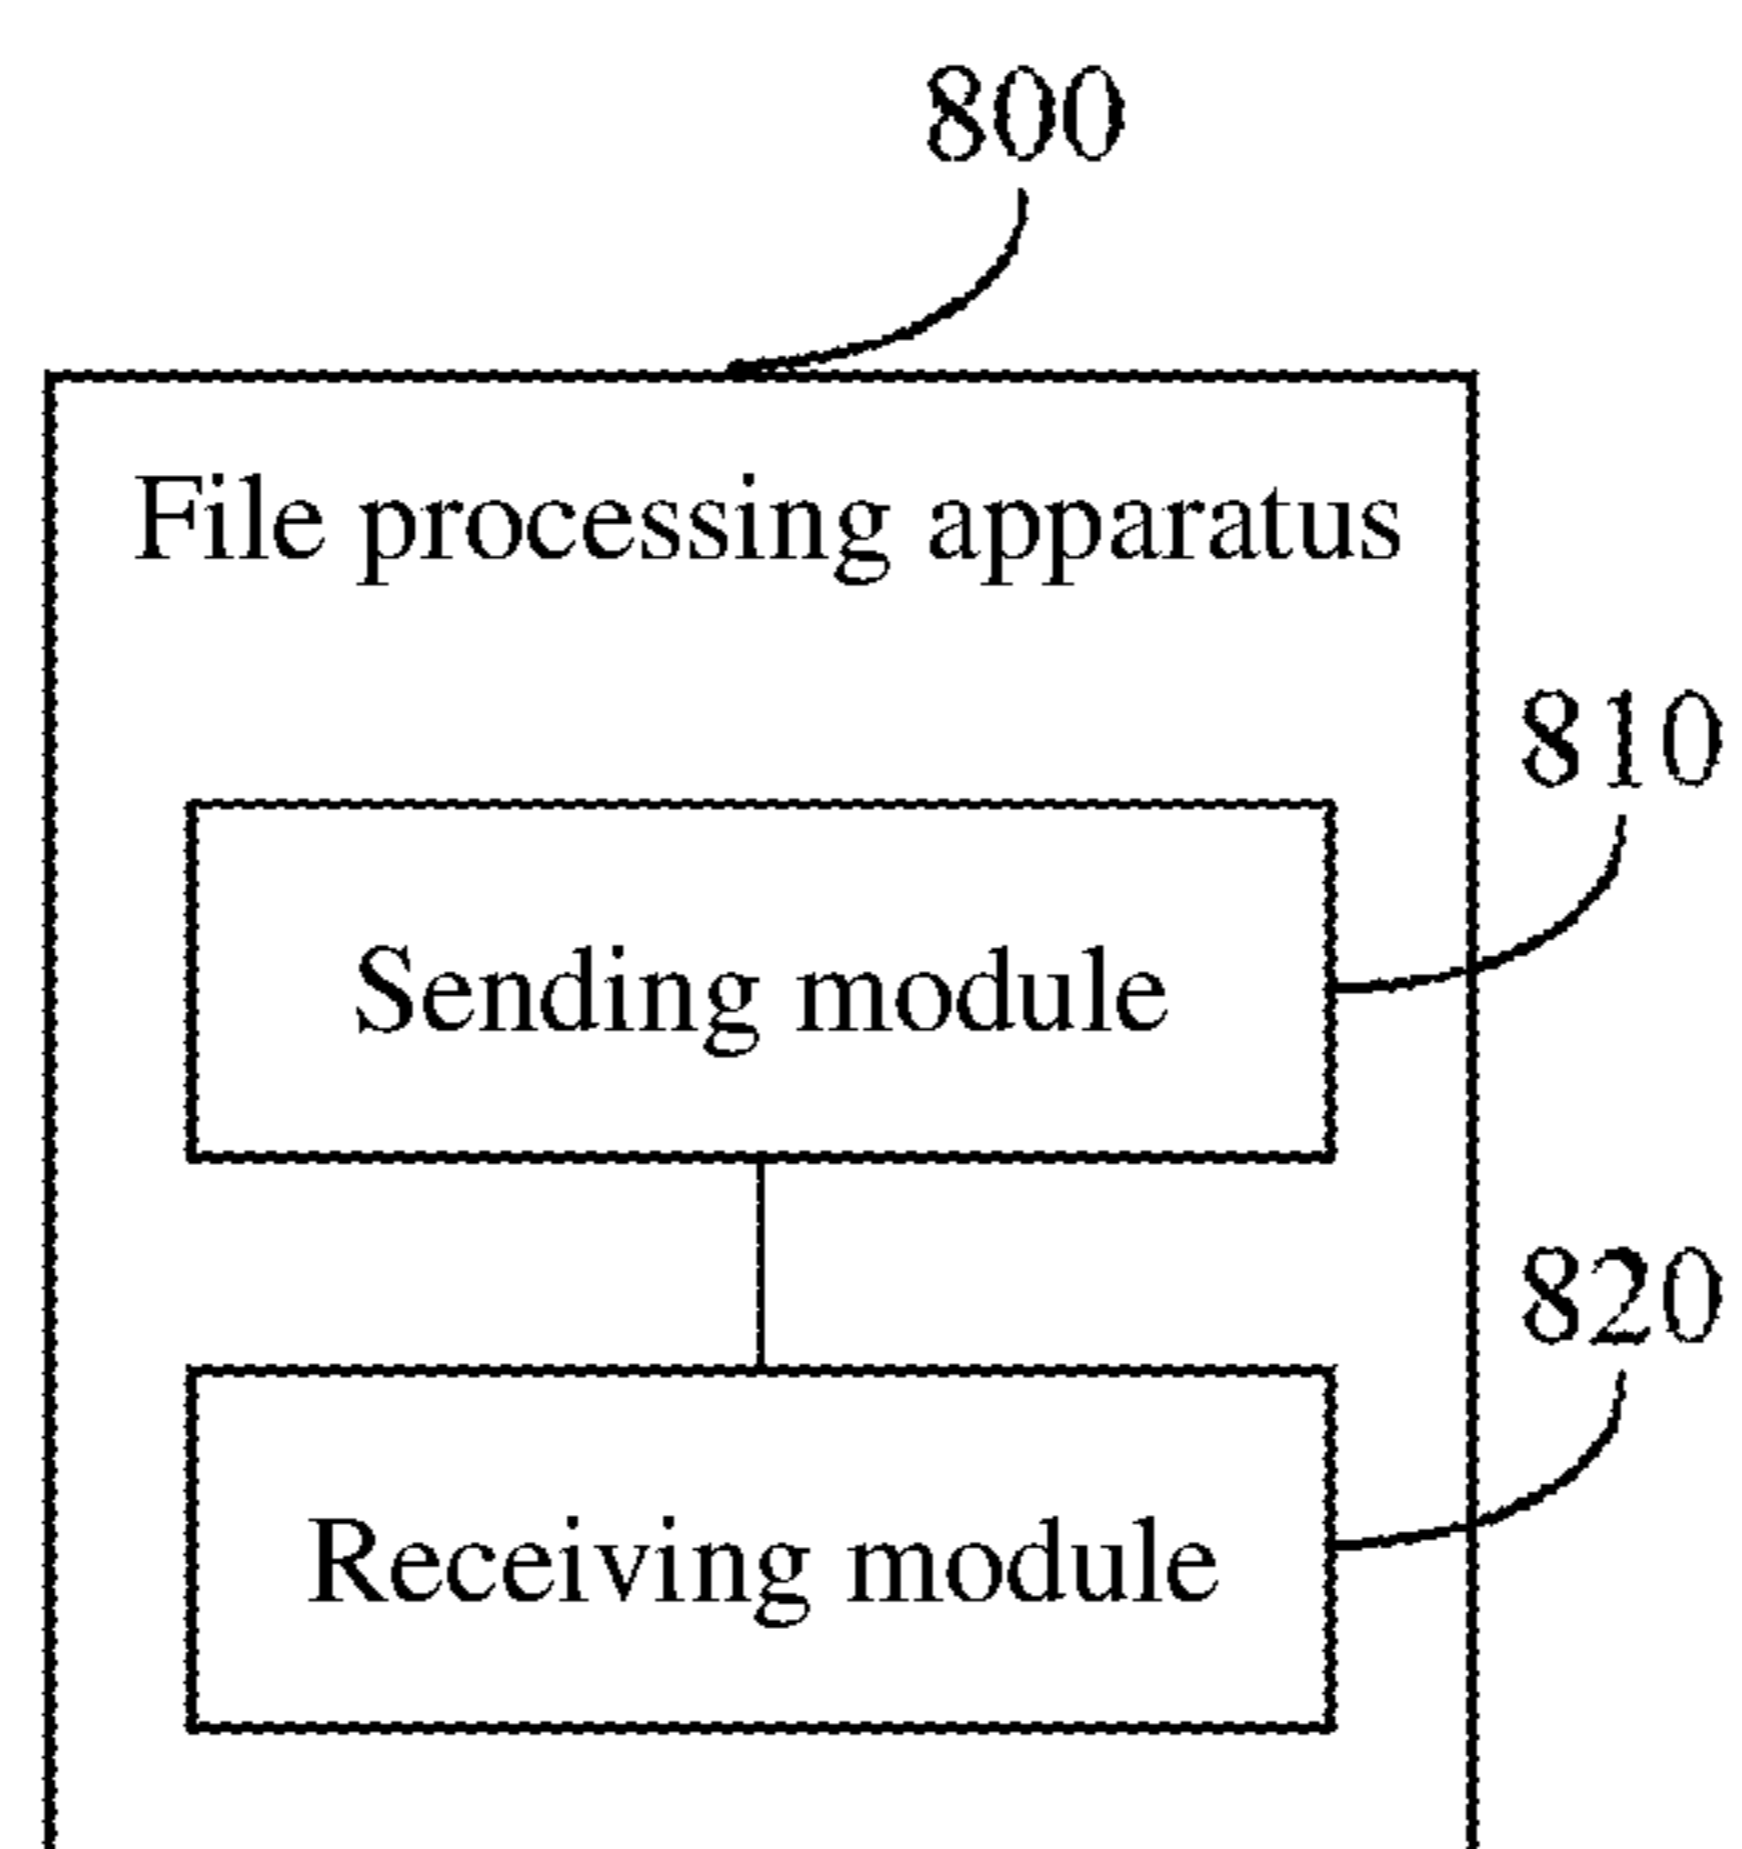 800
File processing apparatus
810
Sending module
820
Receiving module